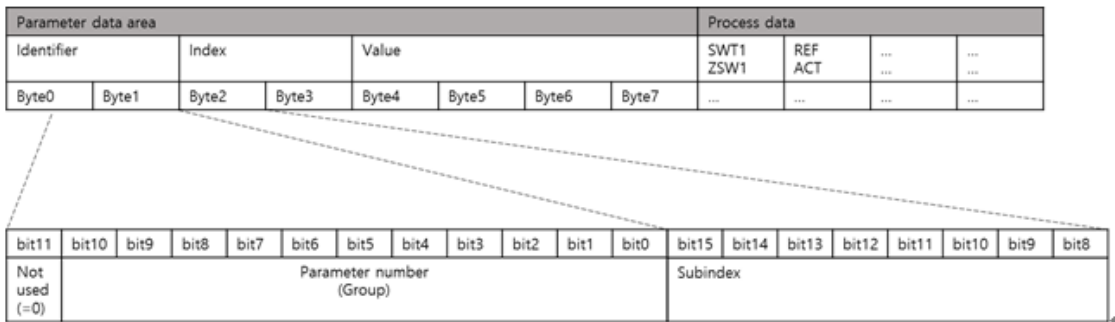 Parameter data area Process data
Identifier Index Value SWT1 REF ... ...
ZSW1 ACT ... ...
Byte0 Byte1 Byte2 Byte3 Byte4 Byte5 Byte6 Byte7 ... ... ... ...
bit11 bit10 bit9 bit8 bit7 bit6 bit5 bit4 bit3 bit2 bit1 bit0 bit15 bit14 bit13 bit12 bit11 bit10 bit9 bit8
Not Parameter number Subindex
used (Group)
(=0)